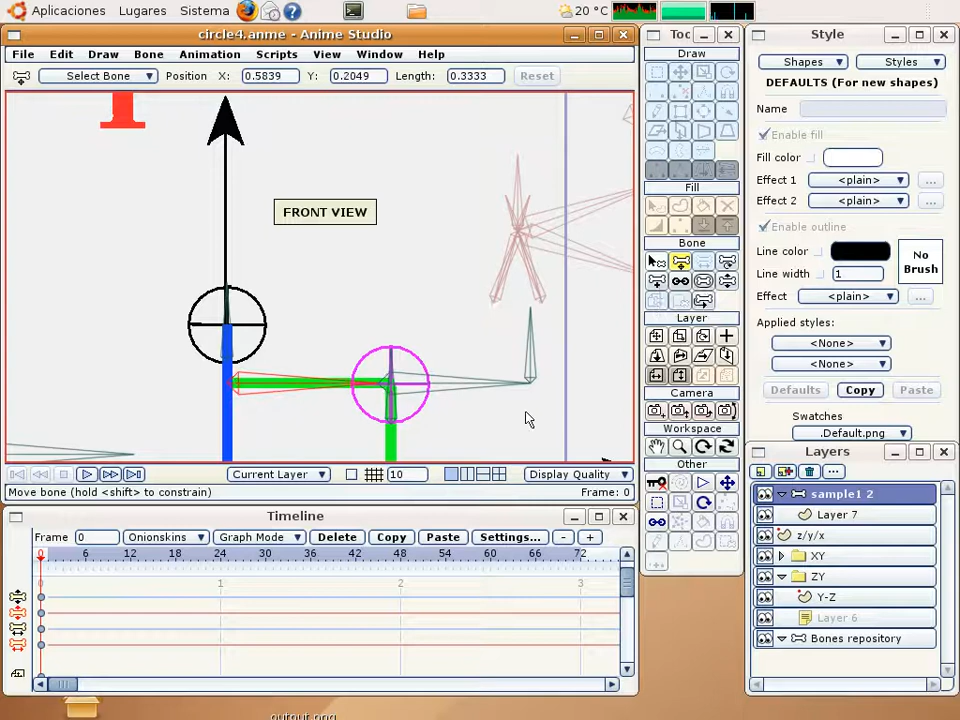 Aplicaciones Lugares Sistema 20 °C
circle4.anme - Anime Studio
File Edit Draw Bone Animation View Window Help
Select Bone Position X: 0.5839 Y: 0.2049 Length: 0.3333 Reset
FRONT VIEW
Current Layer 10 Display Quality
Move bone (hold <shift> to constrain) Frame: 0
Timeline
Frame 0 Onionskins Graph Mode Delete Copy Paste Settings... - +
0 6 12 18 24 30 36 42 48 54 60 66 72
0 1 2 3
output.png
Draw
Fill
Bone
Layer
Camera
Workspace
Other
Style
Shapes Styles
DEFAULTS (For new shapes)
Name
Enable fill
Fill color
Effect 1 <plain> ...
Effect 2 <plain> ...
Enable outline
Line color
No
Brush
Line width 1
Effect <plain> ...
Applied styles:
<None>
<None>
Defaults Copy Paste
Swatches
.Default.png
Layers
...
sample1 2
Layer 7
z/y/x
XY
ZY
Y-Z
Layer 6
Bones repository